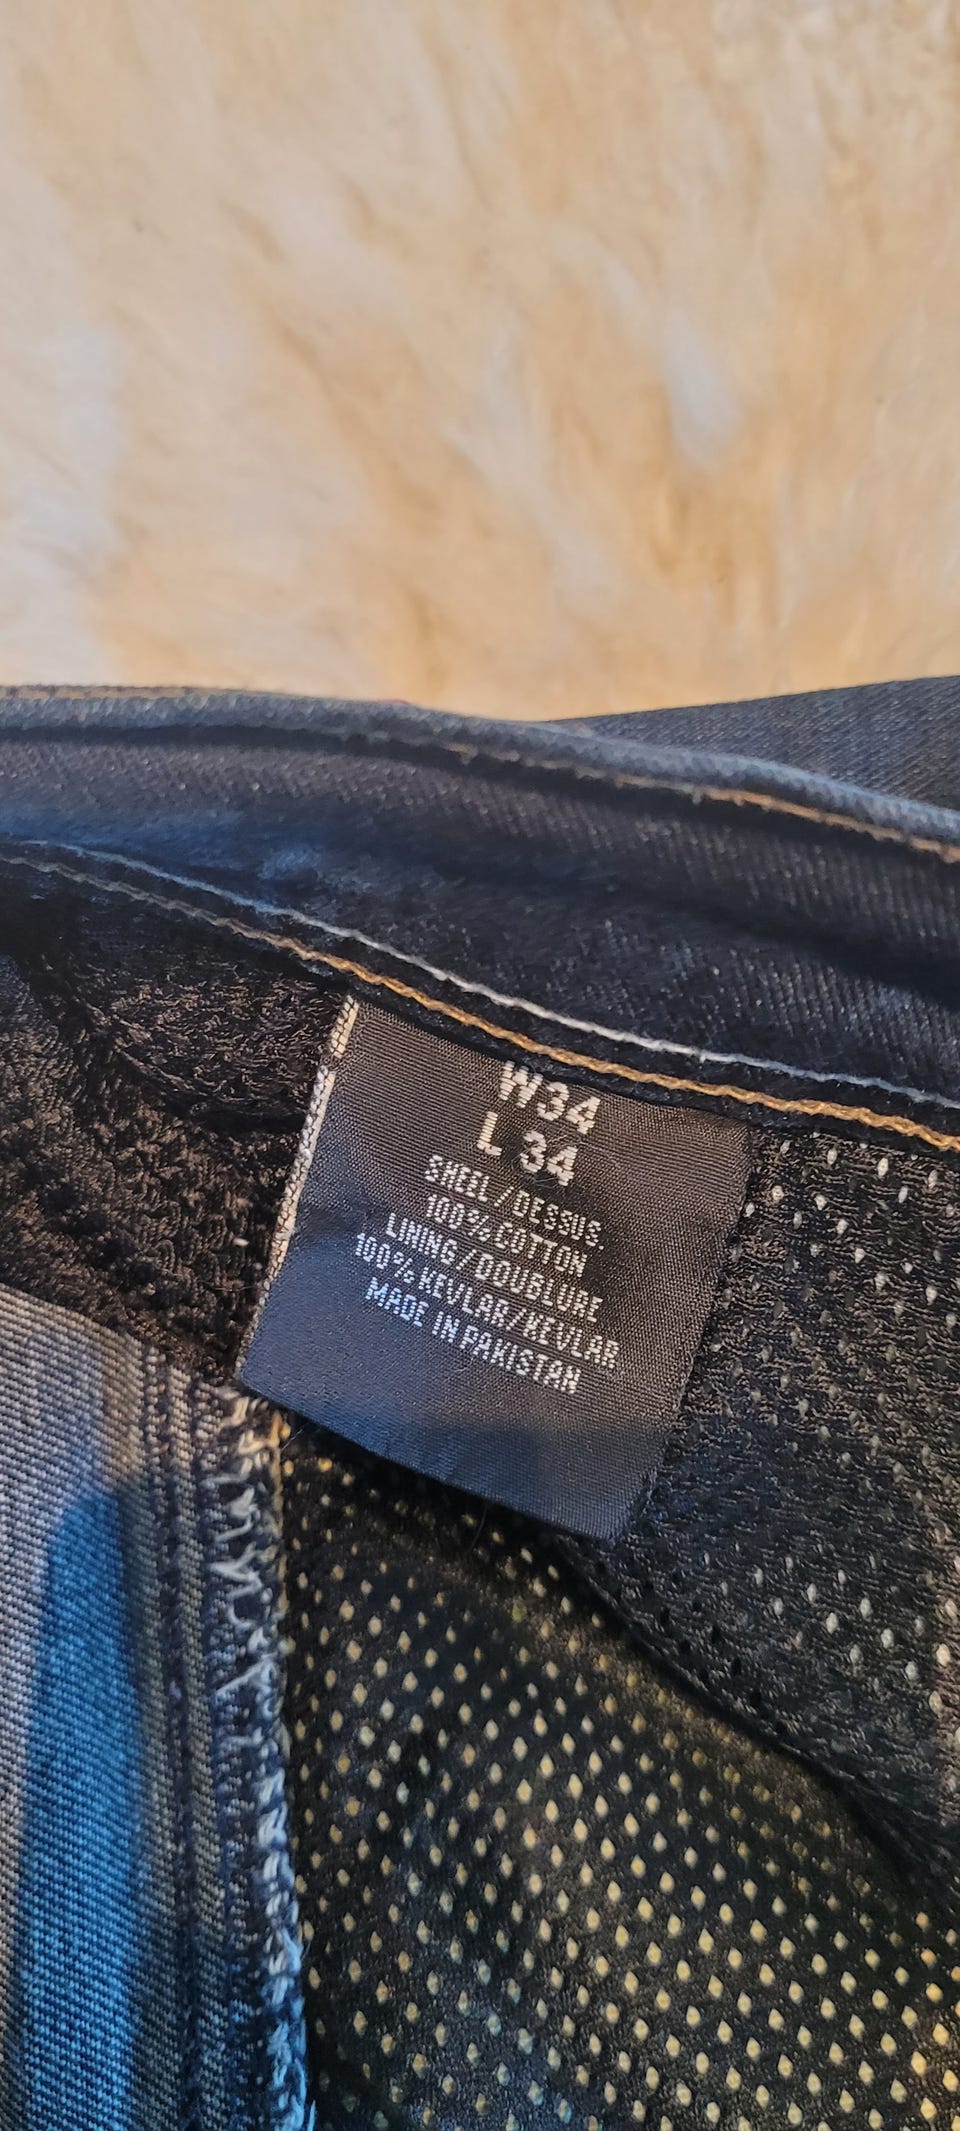 W34
L 34
SHELL/DESSUS.
100%COTTON
LINING/DOUBLURE
100% KEVLAR/KEVLAR
MADE IN PAKISTAN